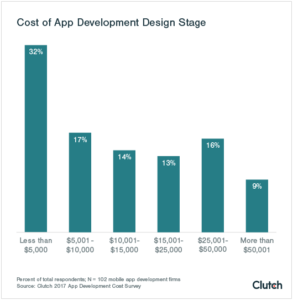 Cost of App Development Design Stage
32%
17%
14%
13%
16%
9%
Less than
$5,000
$5,001-
$10,000
$10,001-
$15,000
$15,001-
$25,000
$25,001-
$50,000
More than
$50,001
Percent of total respondents; N = 103 mobile app development firms
Source: Clutch 2017 App Development Cost Survey
Clutch